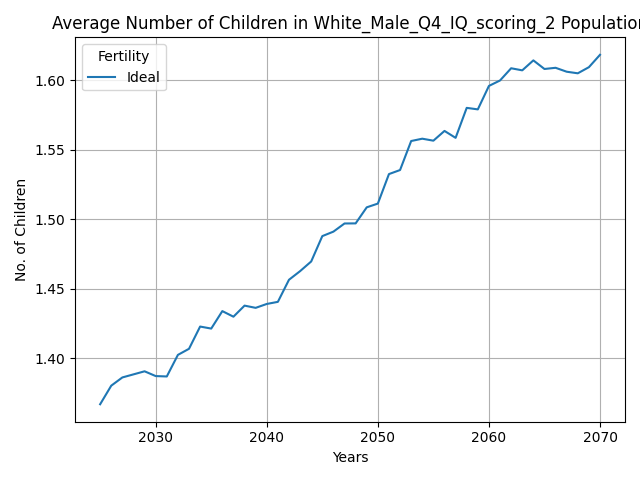 Average Number of Children in White_Male_Q4_IQ_scoring_2 Population
Fertility
Ideal
1.60
1.55
1.50
1.45
1.40
No. of Children
2030 2040 2050 2060 2070
Years